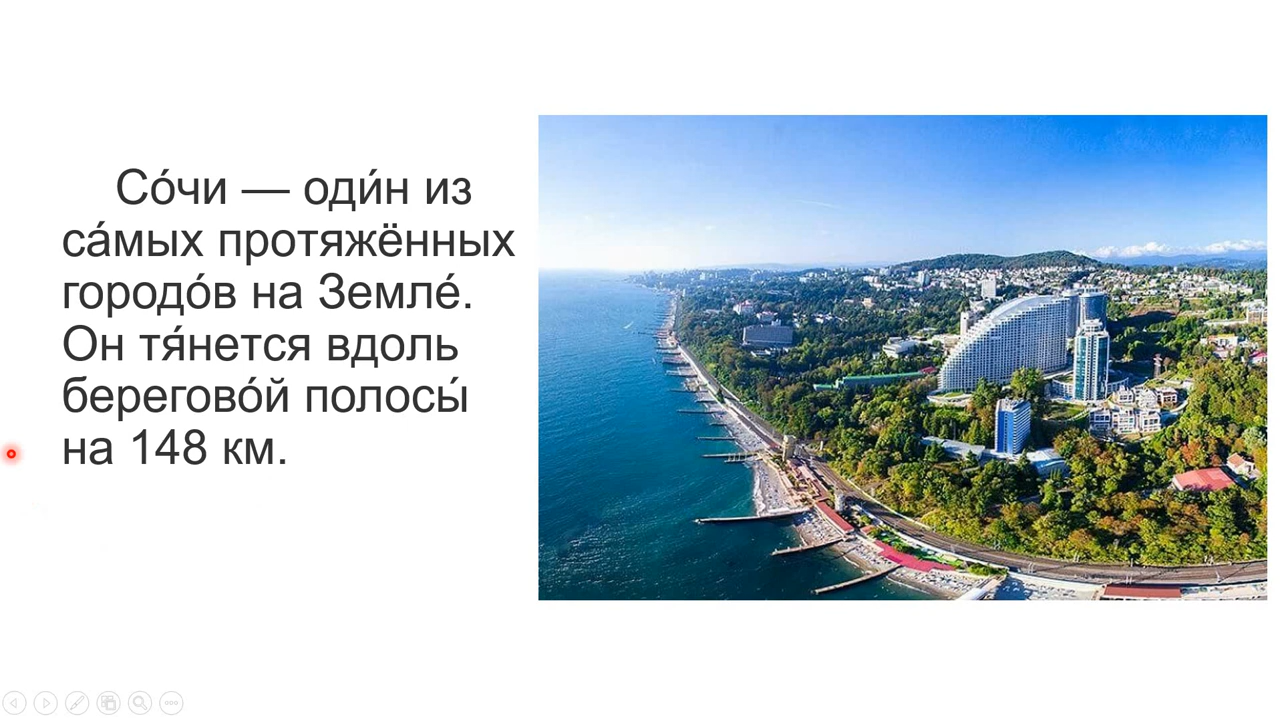 Со́чи — оди́н из
са́мых протяжённых
городо́в на Земле́.
Он тя́нется вдоль
берегово́й полосы́
на 148 км.